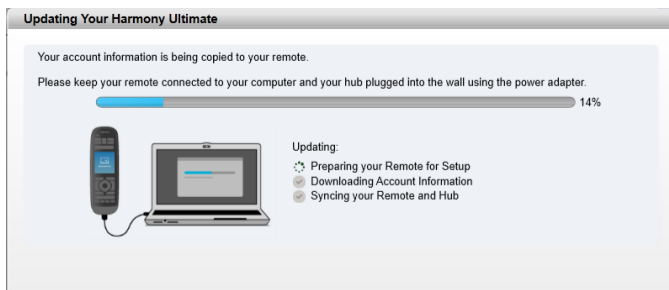 Updating Your Harmony Ultimate
Your account information is being copied to your remote.
Please keep your remote connected to your computer and your hub plugged into the wall using the power adapter.
14%
Updating:
Preparing your Remote for Setup
Downloading Account Information
Syncing your Remote and Hub